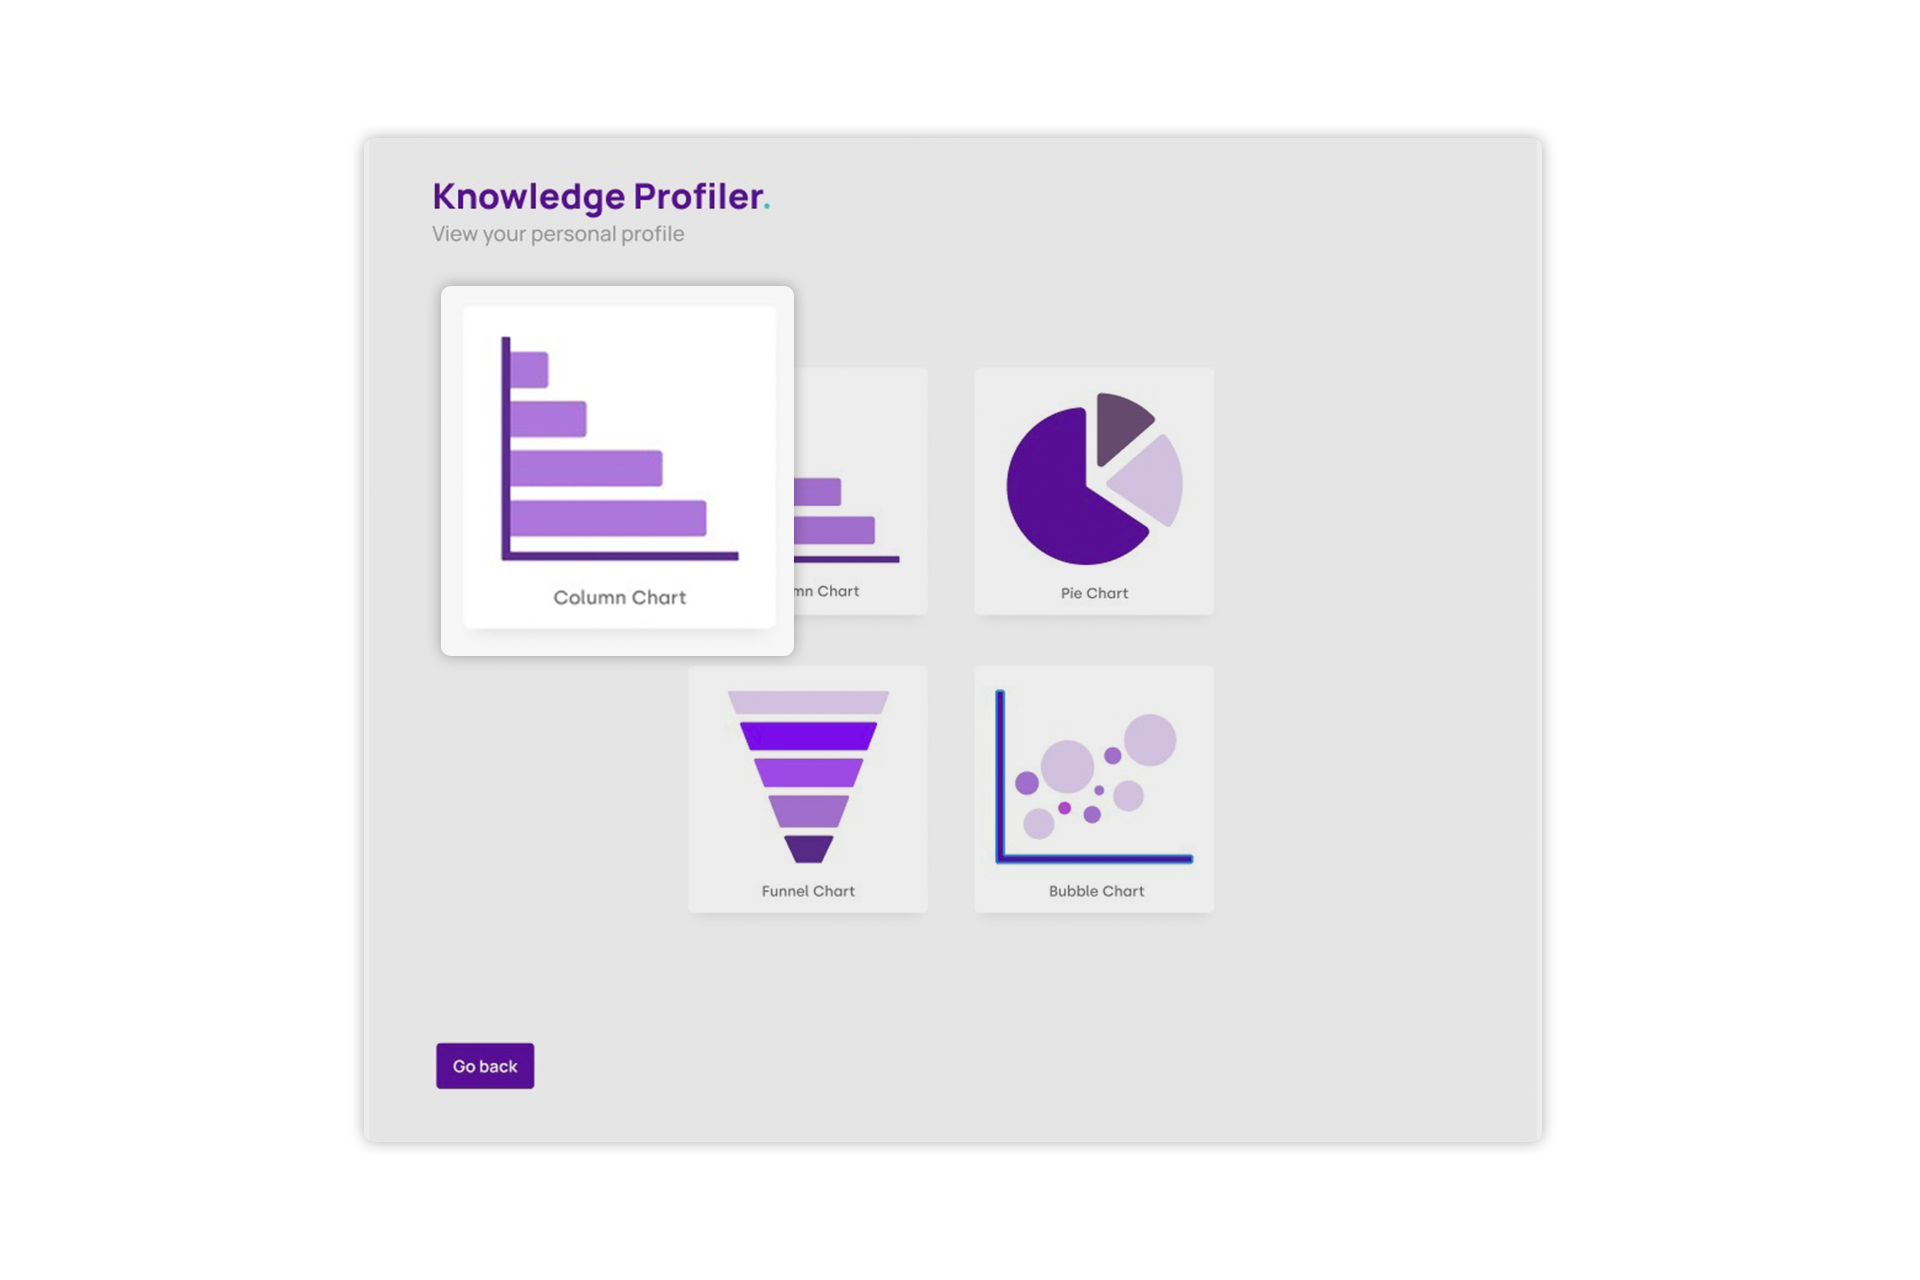 Knowledge Profiler.
View your personal profile
Column Chart
mn Chart
Pie Chart
Funnel Chart
Bubble Chart
Go back